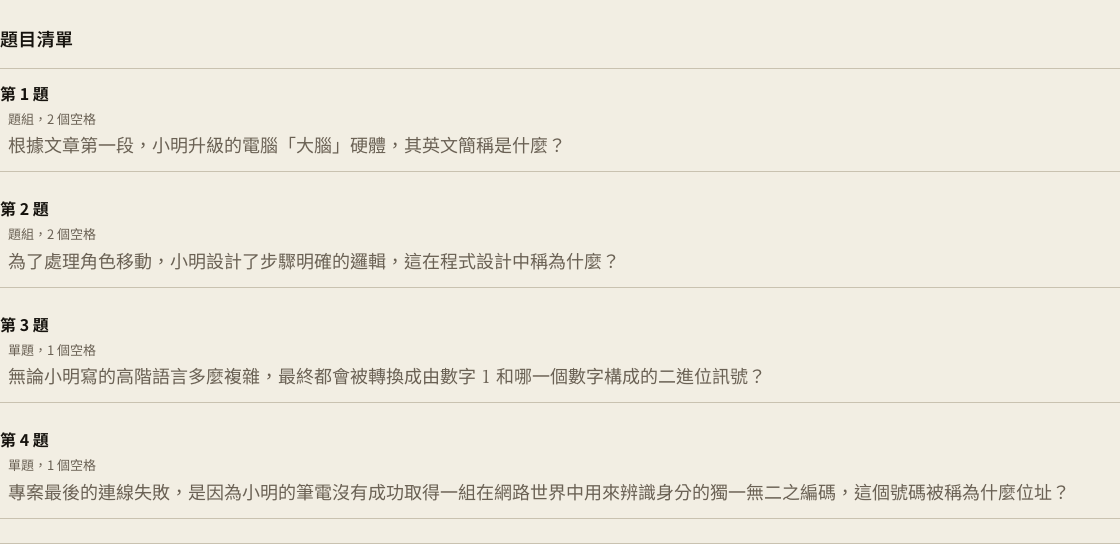 題目清單
第 1 題
題組，2 個空格
根據文章第一段，小明升級的電腦「大腦」硬體，其英文簡稱是什麼？
第 2 題
題組，2 個空格
為了處理角色移動，小明設計了步驟明確的邏輯，這在程式設計中稱為什麼？
第 3 題
單題，1 個空格
無論小明寫的高階語言多麼複雜，最終都會被轉換成由數字 1 和哪一個數字構成的二進位訊號？
第 4 題
單題，1 個空格
專案最後的連線失敗，是因為小明的筆電沒有成功取得一組在網路世界中用來辨識身分的獨一無二之編碼，這個號碼被稱為什麼位址？